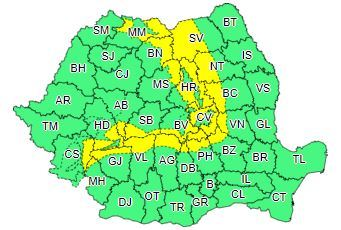 BT
SM
MM
SV
SJ
BN
IS
BH
CJ
NT
MS
HR
BC
VS
AR
AB
TM
HD
SB
BV
CV
VN
GL
CS
GJ
VL
AG
PH
BZ
BR
TL
DB
MH
B
IL
DJ
OT
TR
GR
CL
CT